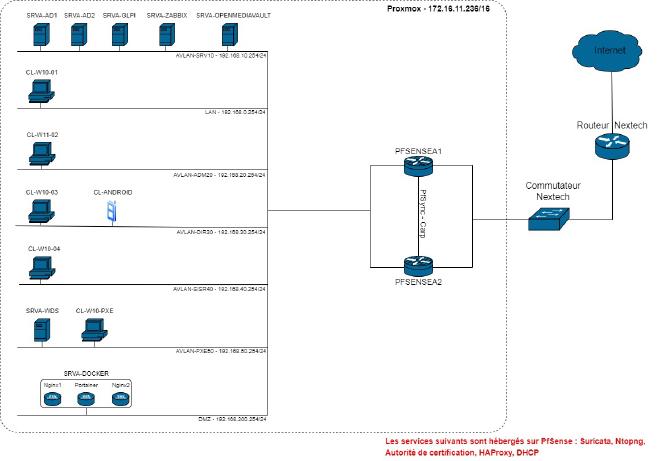 Proxmox - 172.16.11.236/16
SRVA-AD1 SRVA-AD2 SRVA-GLPI SRVA-ZABBIX SRVA-OPENMEDIAVAULT
AVLAN-SRV10 - 192.168.10.254/24
CL-W10-01
LAN - 192.168.0.254/24
CL-W11-02
AVLAN-ADM20 - 192.168.20.254/24
CL-W10-03 CL-ANDROID
AVLAN-DIR30 - 192.168.30.254/24
CL-W10-04
AVLAN-EISR40 - 192.168.40.254/24
SRVA-WDS CL-W10-PXE
AVLAN-PXE50 - 192.168.50.254/24
SRVA-DOCKER
Nginx1 Portainer Nginx2
DMZ - 192.168.200.254/24
PFSENSEA1
PfSync - Carp
PFSENSEA2
Internet
Routeur Nextech
Commutateur
Nextech
Les services suivants sont hébergés sur PfSense : Suricata, Ntopng,
Autorité de certification, HAProxy, DHCP